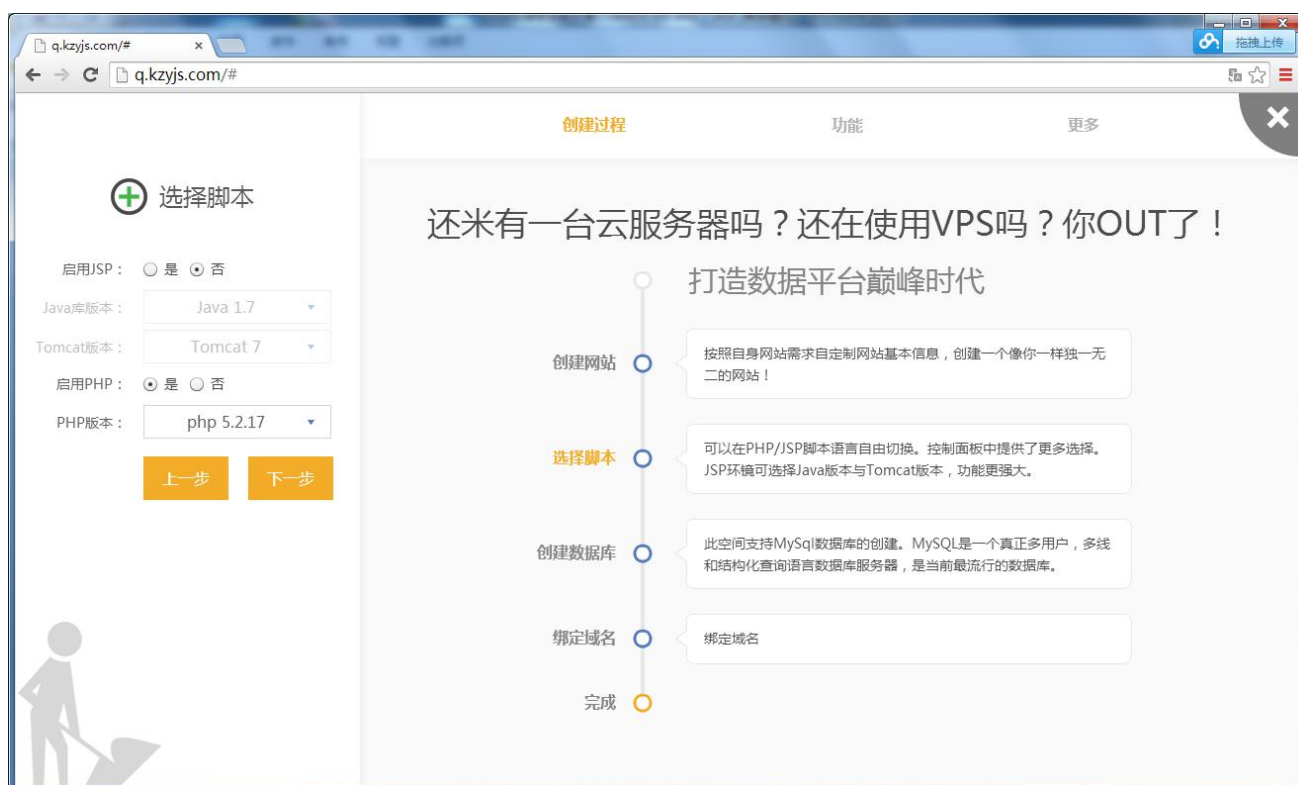 q.kzyjs.com/#
拖拽上传
q.kzyjs.com/#
创建过程 功能 更多
选择脚本
启用JSP： 是 否
Java库版本： Java 1.7
Tomcat版本： Tomcat 7
启用PHP： 是 否
PHP版本： php 5.2.17
上一步 下一步
还米有一台云服务器吗？还在使用VPS吗？你OUT了！
打造数据平台巅峰时代
创建网站
按照自身网站需求自定制网站基本信息，创建一个像你一样独一无
二的网站！
选择脚本
可以在PHP/JSP脚本语言自由切换。控制面板中提供了更多选择。
JSP环镜可选择Java版本与Tomcat版本，功能更强大。
创建数据库
此空间支持MySql数据库的创建。MySQL是一个真正多用户，多线
和结构化查询语言数据库服务器，是当前最流行的数据库。
绑定域名
绑定域名
完成